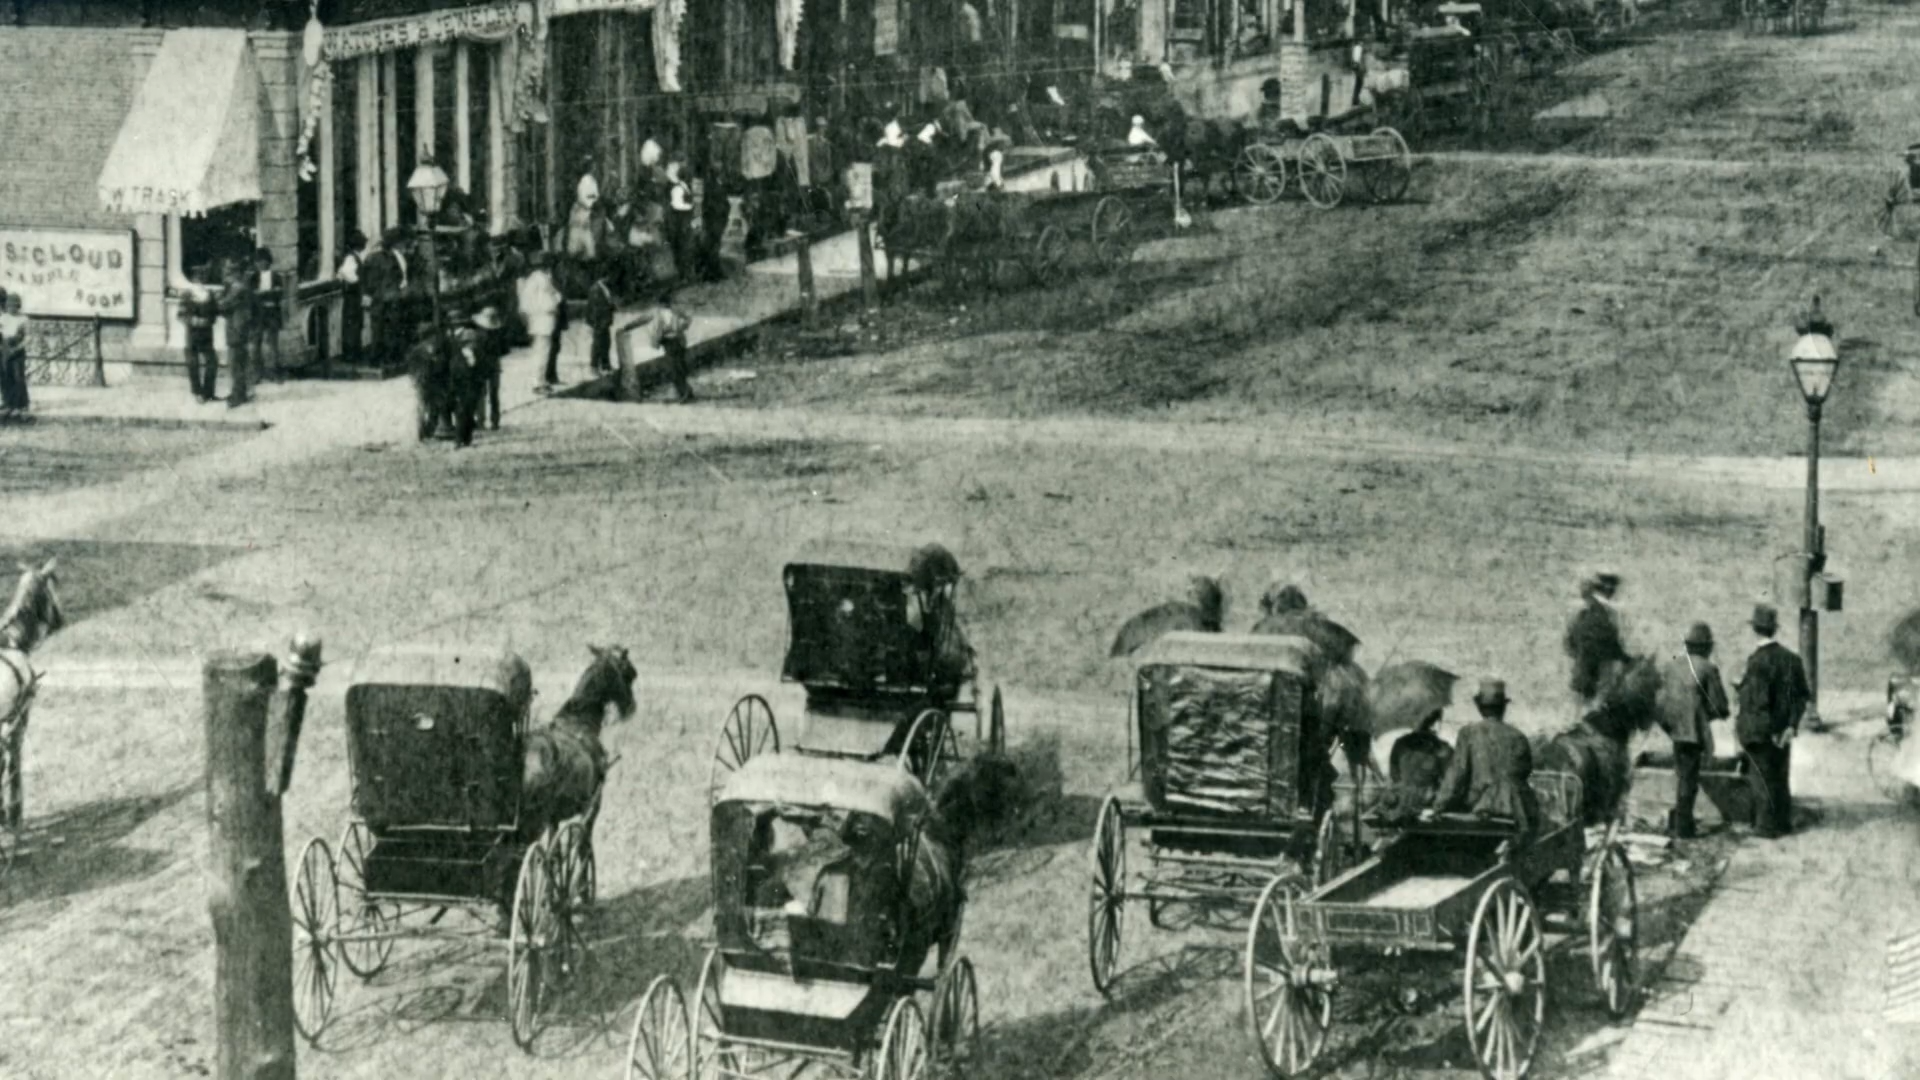 WATCHES & JEWELRY
W. TRASK
ST. CLOUD
SAMPLE
ROOM